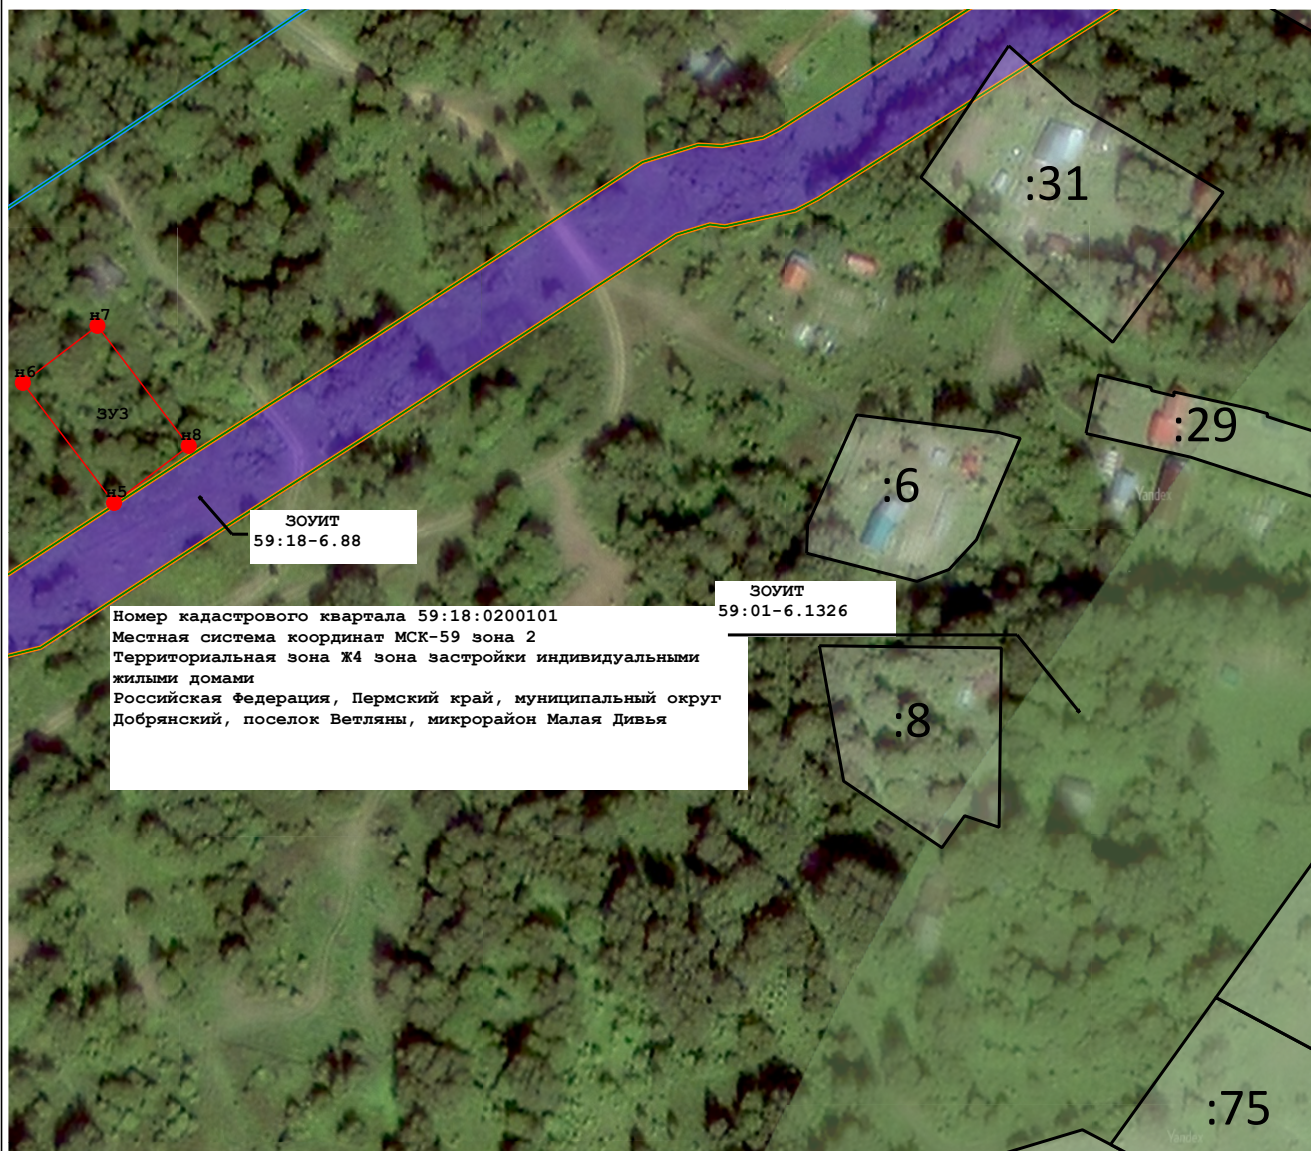 :31
н7
н6
ЗУ3
н8
:29
н5
:6
Yandex
ЗОУИТ
59:18-6.88
ЗОУИТ
59:01-6.1326
Номер кадастрового квартала 59:18:0200101
Местная система координат МСК-59 зона 2
Территориальная зона Ж4 зона застройки индивидуальными
жилыми домами
Российская Федерация, Пермский край, муниципальный округ
Добрянский, поселок Ветляны, микрорайон Малая Дивья
:8
:75
Yandex